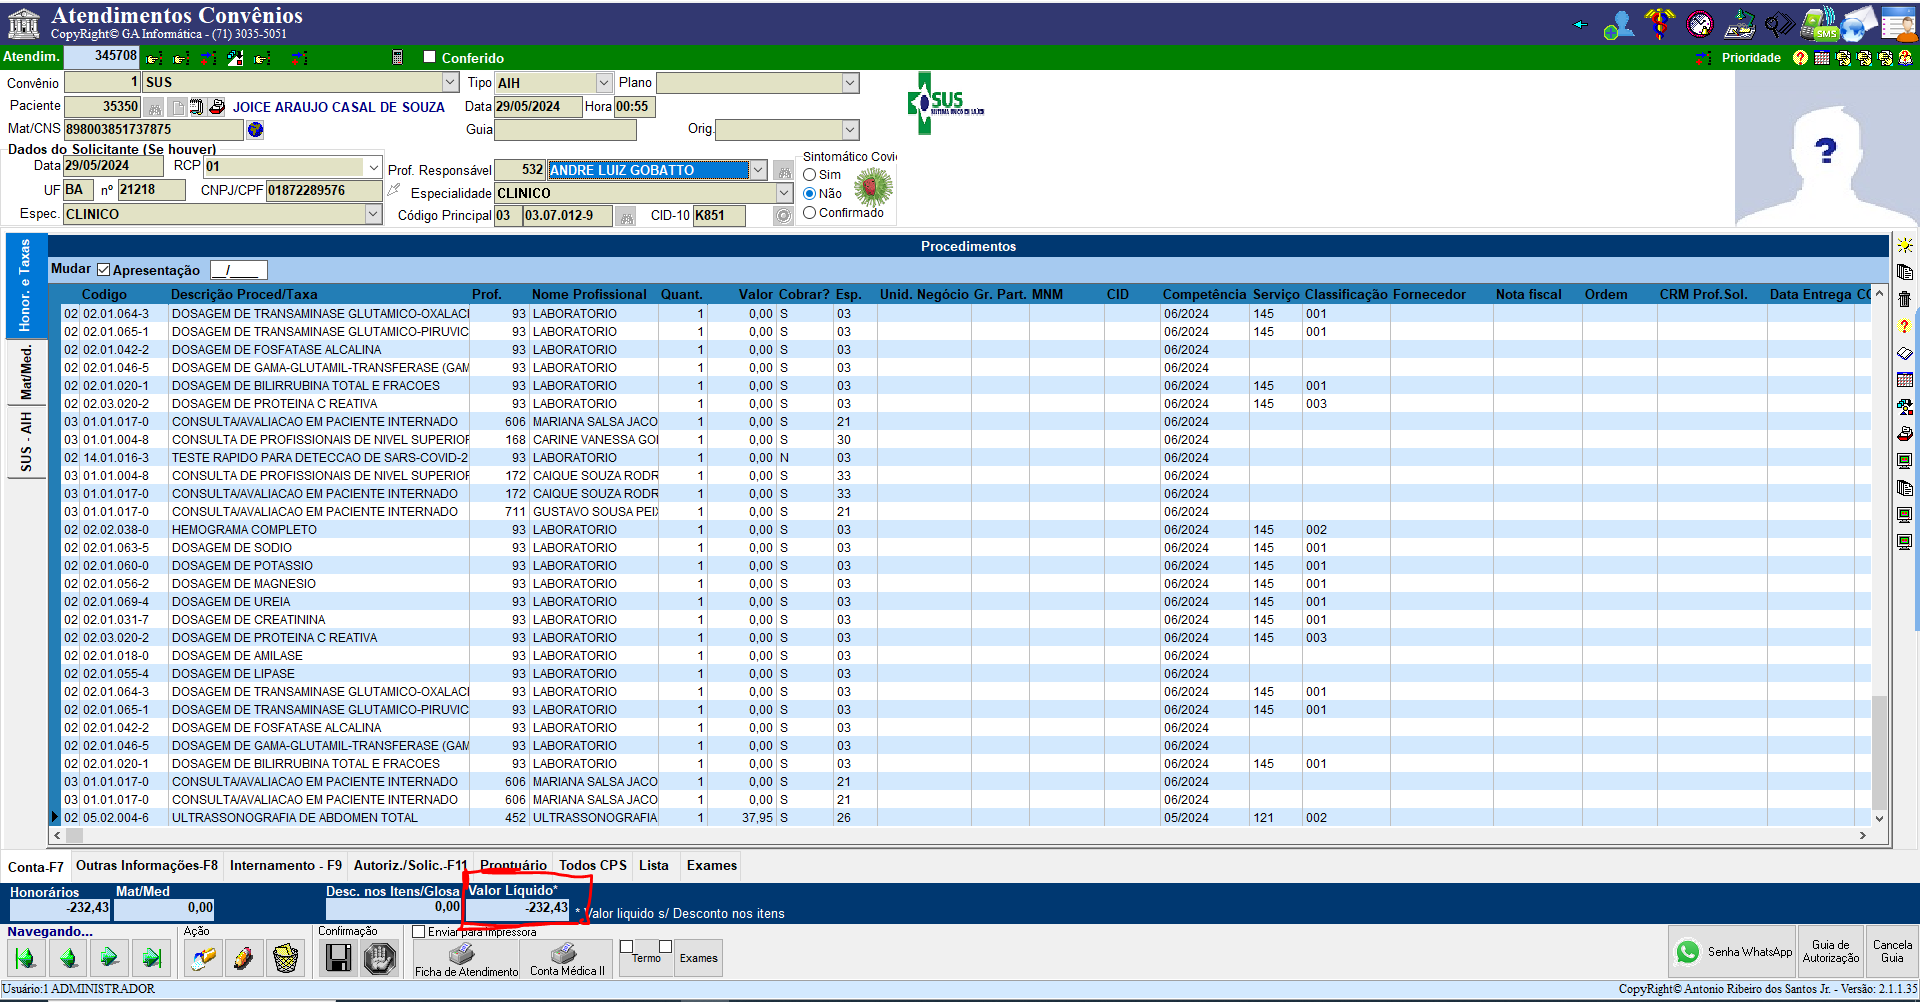 Atendimentos Convênios
CopyRight© GA Informática - (71) 3035-5051
Atendim. 345708 Conferido Prioridade
Convênio 1 SUS Tipo AIH Plano
Paciente 35350 JOICE ARAUJO CASAL DE SOUZA Data 29/05/2024 Hora 00:55
Mat/CNS 898003851737875 Guia Orig.
SUS
Dados do Solicitante (Se houver)
Data 29/05/2024 RCP 01
UF BA nº 21218 CNPJ/CPF 01872289576
Espec. CLINICO
Prof. Responsável 532 ANDRE LUIZ GOBATTO
Especialidade CLINICO
Código Principal 03 03.07.012-9 CID-10 K851
Sintomático Covi
Sim
Não
Confirmado
Honor. e Taxas
Mat/Med.
SUS - AIH
Procedimentos
Mudar Apresentação __/____
Codigo Descrição Proced/Taxa Prof. Nome Profissional Quant. Valor Cobrar? Esp. Unid. Negócio Gr. Part. MNM CID Competência Serviço Classificação Fornecedor Nota fiscal Ordem CRM Prof.Sol. Data Entrega CO
02 02.01.064-3 DOSAGEM DE TRANSAMINASE GLUTAMICO-OXALACI 93 LABORATORIO 1 0,00 S 03 06/2024 145 001
02 02.01.065-1 DOSAGEM DE TRANSAMINASE GLUTAMICO-PIRUVIC 93 LABORATORIO 1 0,00 S 03 06/2024 145 001
02 02.01.042-2 DOSAGEM DE FOSFATASE ALCALINA 93 LABORATORIO 1 0,00 S 03 06/2024
02 02.01.046-5 DOSAGEM DE GAMA-GLUTAMIL-TRANSFERASE (GAM 93 LABORATORIO 1 0,00 S 03 06/2024
02 02.01.020-1 DOSAGEM DE BILIRRUBINA TOTAL E FRACOES 93 LABORATORIO 1 0,00 S 03 06/2024 145 001
02 02.03.020-2 DOSAGEM DE PROTEINA C REATIVA 93 LABORATORIO 1 0,00 S 03 06/2024 145 003
03 01.01.017-0 CONSULTA/AVALIACAO EM PACIENTE INTERNADO 606 MARIANA SALSA JACO 1 0,00 S 21 06/2024
03 01.01.004-8 CONSULTA DE PROFISSIONAIS DE NIVEL SUPERIOR 168 CARINE VANESSA GOI 1 0,00 S 30 06/2024
02 14.01.016-3 TESTE RAPIDO PARA DETECCAO DE SARS-COVID-2 93 LABORATORIO 1 0,00 N 03 06/2024
03 01.01.004-8 CONSULTA DE PROFISSIONAIS DE NIVEL SUPERIOR 172 CAIQUE SOUZA RODR 1 0,00 S 33 06/2024
03 01.01.017-0 CONSULTA/AVALIACAO EM PACIENTE INTERNADO 172 CAIQUE SOUZA RODR 1 0,00 S 33 06/2024
03 01.01.017-0 CONSULTA/AVALIACAO EM PACIENTE INTERNADO 711 GUSTAVO SOUSA PEI 1 0,00 S 21 06/2024
02 02.02.038-0 HEMOGRAMA COMPLETO 93 LABORATORIO 1 0,00 S 03 06/2024 145 002
02 02.01.063-5 DOSAGEM DE SODIO 93 LABORATORIO 1 0,00 S 03 06/2024 145 001
02 02.01.060-0 DOSAGEM DE POTASSIO 93 LABORATORIO 1 0,00 S 03 06/2024 145 001
02 02.01.056-2 DOSAGEM DE MAGNESIO 93 LABORATORIO 1 0,00 S 03 06/2024 145 001
02 02.01.069-4 DOSAGEM DE UREIA 93 LABORATORIO 1 0,00 S 03 06/2024 145 001
02 02.01.031-7 DOSAGEM DE CREATININA 93 LABORATORIO 1 0,00 S 03 06/2024 145 001
02 02.03.020-2 DOSAGEM DE PROTEINA C REATIVA 93 LABORATORIO 1 0,00 S 03 06/2024 145 003
02 02.01.018-0 DOSAGEM DE AMILASE 93 LABORATORIO 1 0,00 S 03 06/2024
02 02.01.055-4 DOSAGEM DE LIPASE 93 LABORATORIO 1 0,00 S 03 06/2024
02 02.01.064-3 DOSAGEM DE TRANSAMINASE GLUTAMICO-OXALACI 93 LABORATORIO 1 0,00 S 03 06/2024 145 001
02 02.01.065-1 DOSAGEM DE TRANSAMINASE GLUTAMICO-PIRUVIC 93 LABORATORIO 1 0,00 S 03 06/2024 145 001
02 02.01.042-2 DOSAGEM DE FOSFATASE ALCALINA 93 LABORATORIO 1 0,00 S 03 06/2024
02 02.01.046-5 DOSAGEM DE GAMA-GLUTAMIL-TRANSFERASE (GAM 93 LABORATORIO 1 0,00 S 03 06/2024
02 02.01.020-1 DOSAGEM DE BILIRRUBINA TOTAL E FRACOES 93 LABORATORIO 1 0,00 S 03 06/2024 145 001
03 01.01.017-0 CONSULTA/AVALIACAO EM PACIENTE INTERNADO 606 MARIANA SALSA JACO 1 0,00 S 21 06/2024
03 01.01.017-0 CONSULTA/AVALIACAO EM PACIENTE INTERNADO 606 MARIANA SALSA JACO 1 0,00 S 21 06/2024
02 05.02.004-6 ULTRASSONOGRAFIA DE ABDOMEN TOTAL 452 ULTRASSONOGRAFIA 1 37,95 S 26 05/2024 121 002
Conta-F7 Outras Informações-F8 Internamento - F9 Autoriz./Solic.-F11 Prontuário Todos CPS Lista Exames
Honorários Mat/Med Desc. nos Itens/Glosa Valor Líquido*
-232,43 0,00 0,00 -232,43 * Valor liquido s/ Desconto nos itens
Navegando... Ação Confirmação Enviar para Impressora
Ficha de Atendimento Conta Médica II Termo Exames Senha WhatsApp Guia de Autorização Cancela Guia
Usuário:1 ADMINISTRADOR CopyRight© Antonio Ribeiro dos Santos Jr. - Versão: 2.1.1.35